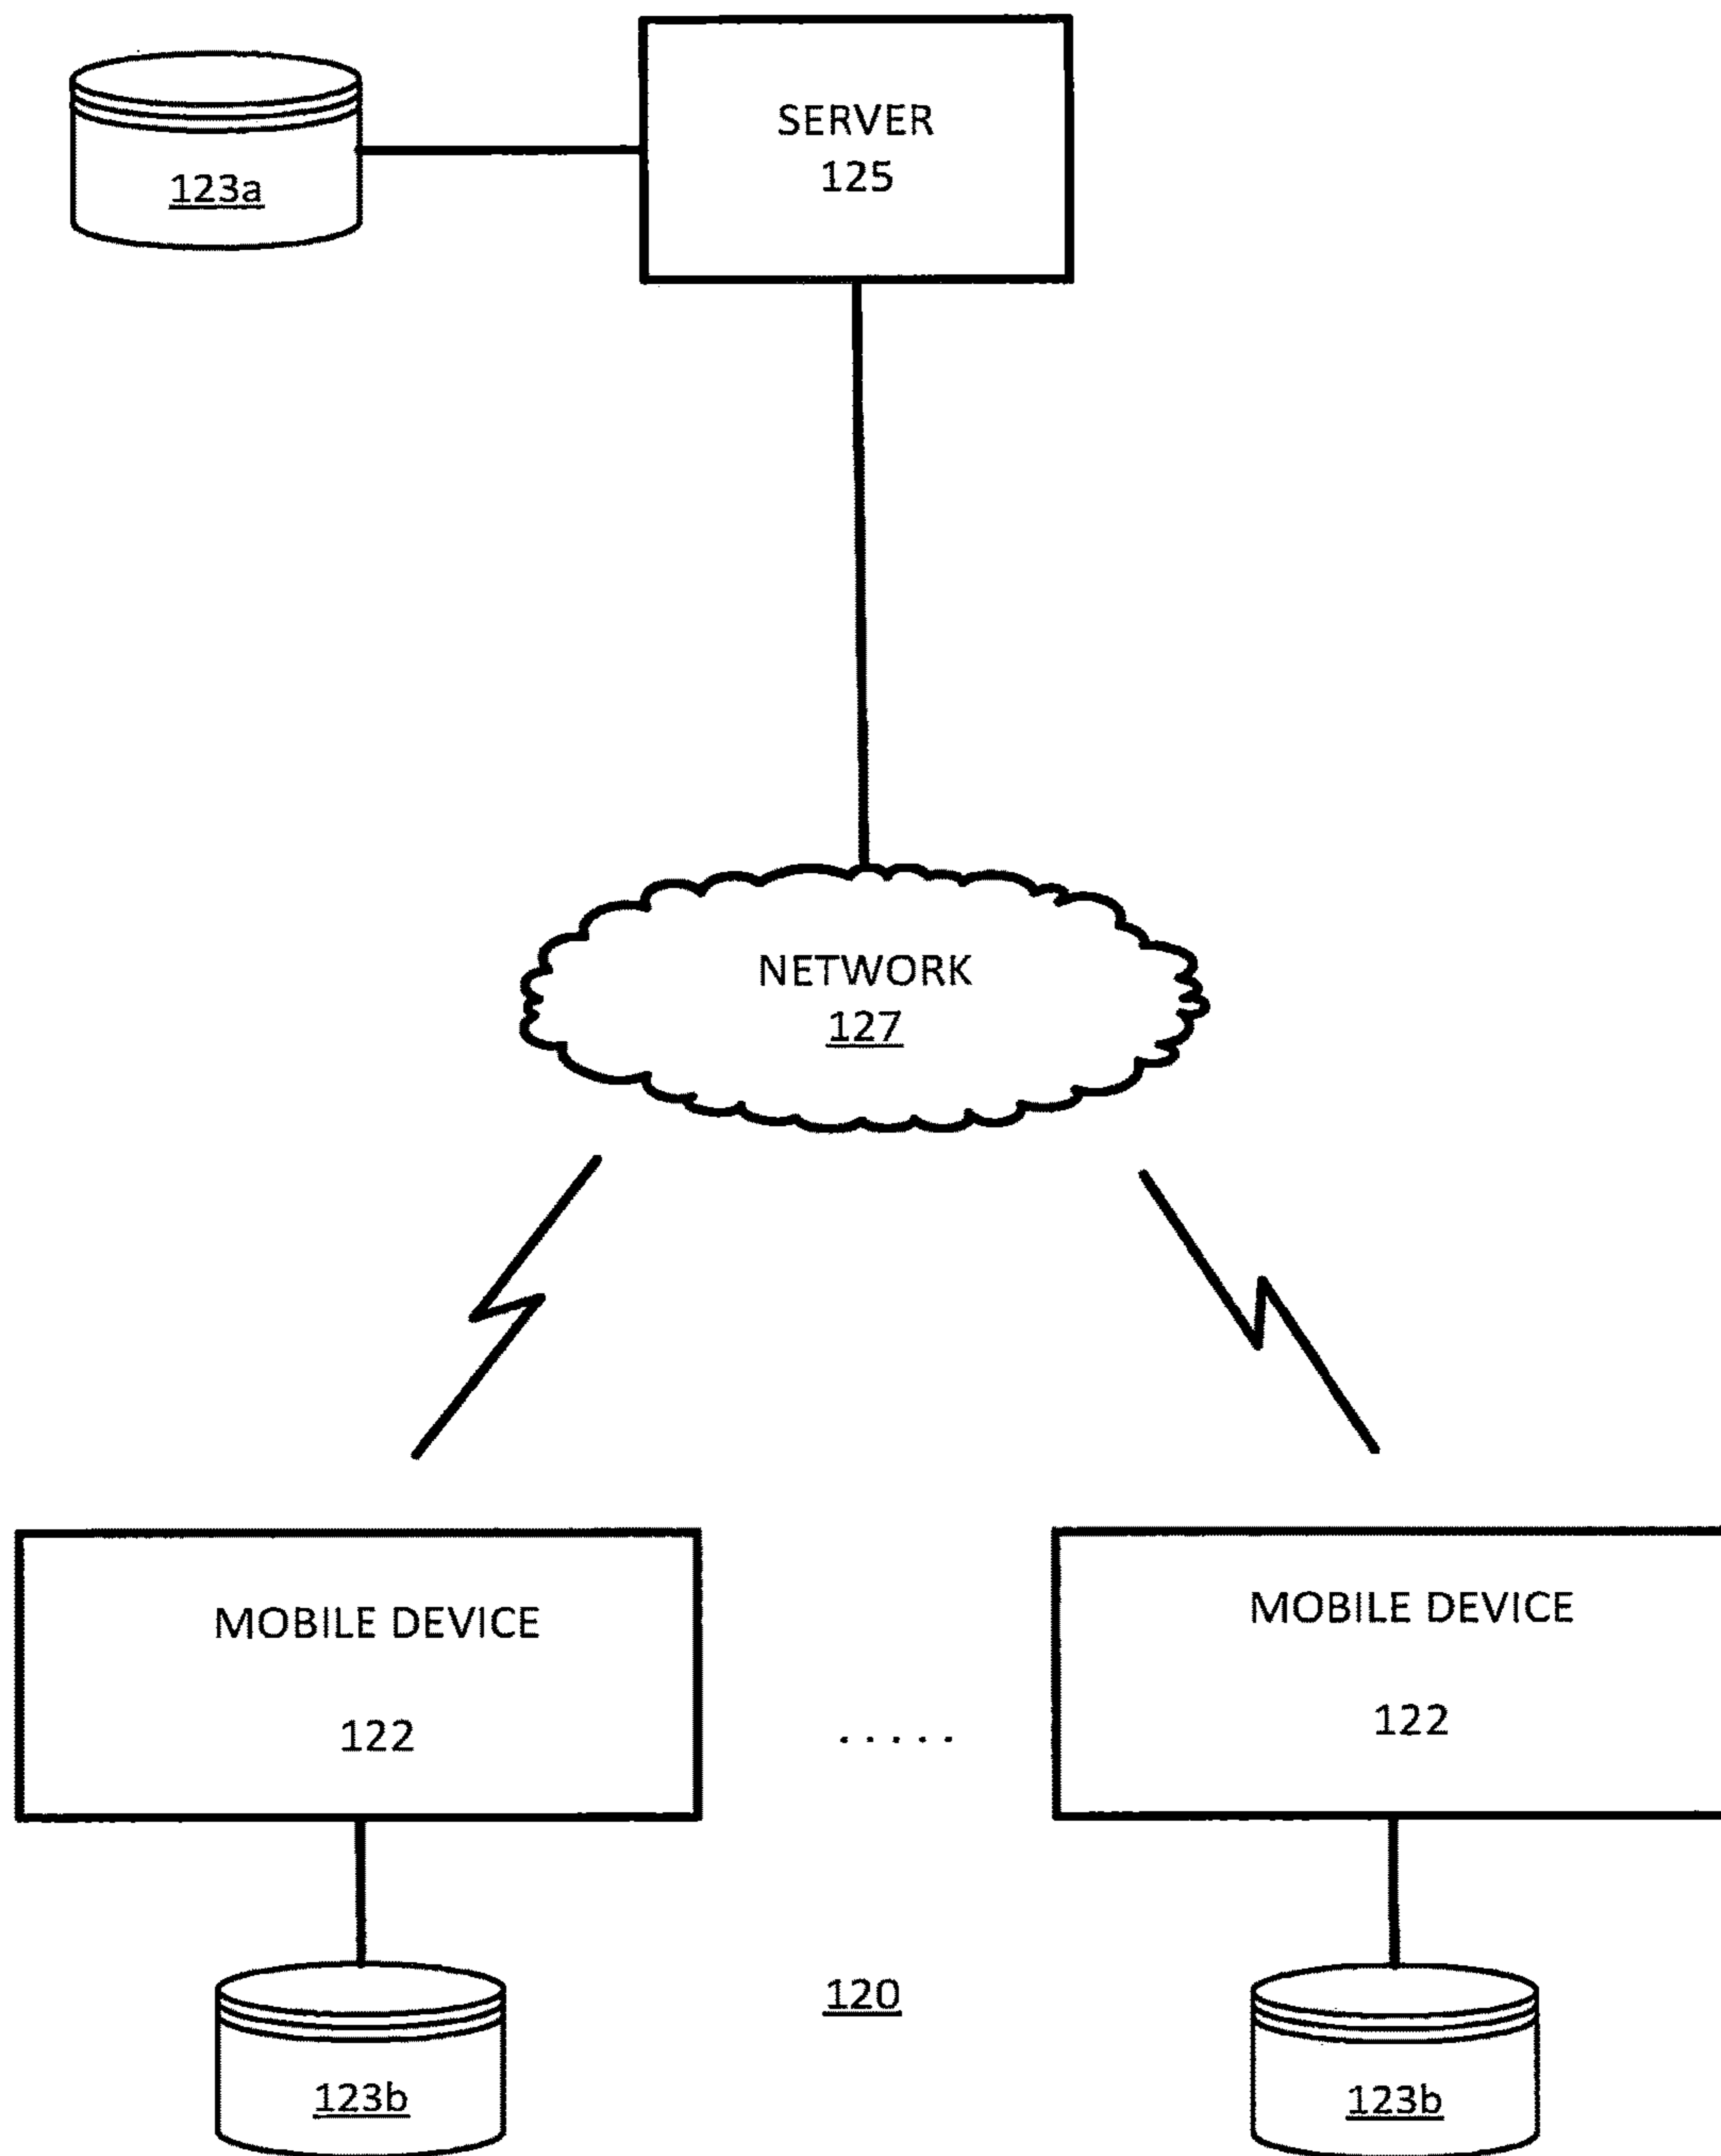 SERVER
125
123a
NETWORK
127
MOBILE DEVICE
122
.....
MOBILE DEVICE
122
120
123b
123b